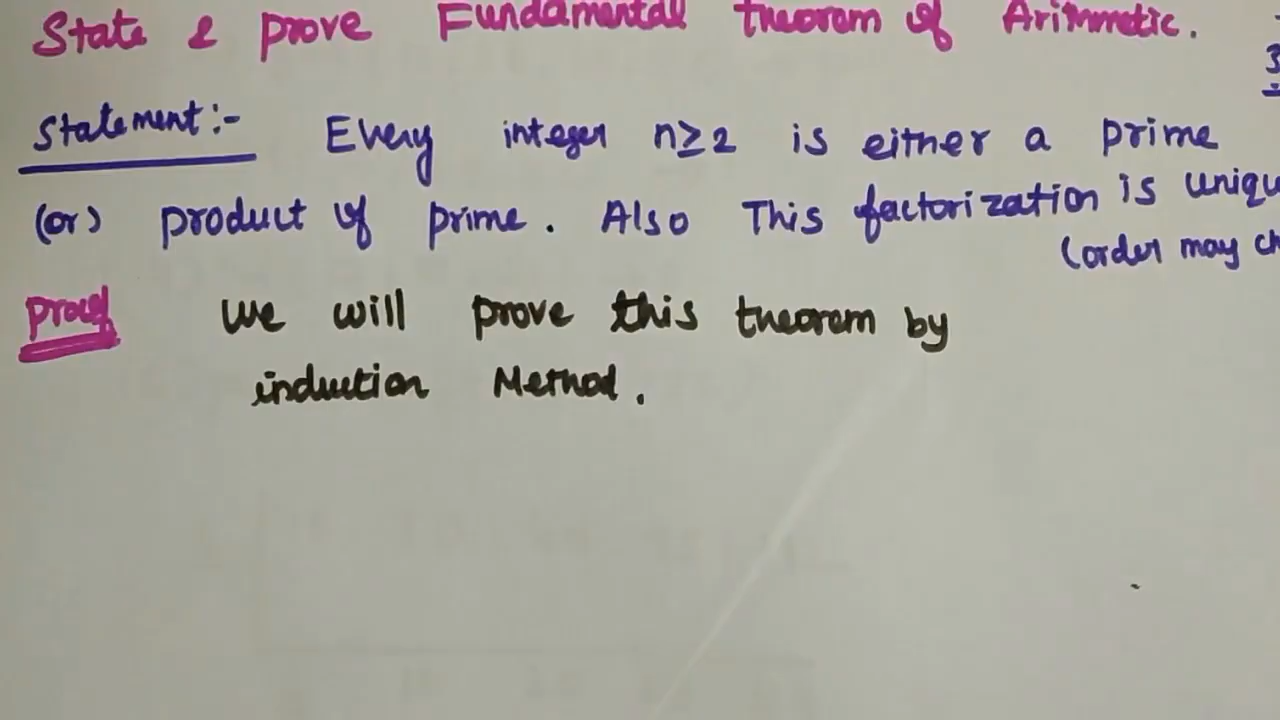 State & prove Fundamental theorem of Arithmetic.
3
Statement:- Every integer n≥2 is either a prime
(or) product of prime. Also This factorization is uniqu
(order may ch
Proof We will prove this theorem by
induction Method.